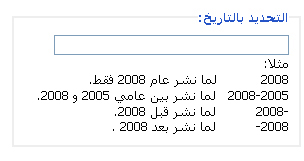 التحديد بالتاريخ:
مثلا:
2008 لما نشر عام 2008 فقط.
2008-2005 لما نشر بين عامي 2005 و 2008.
-2008 لما نشر قبل 2008.
2008- لما نشر بعد 2008 .